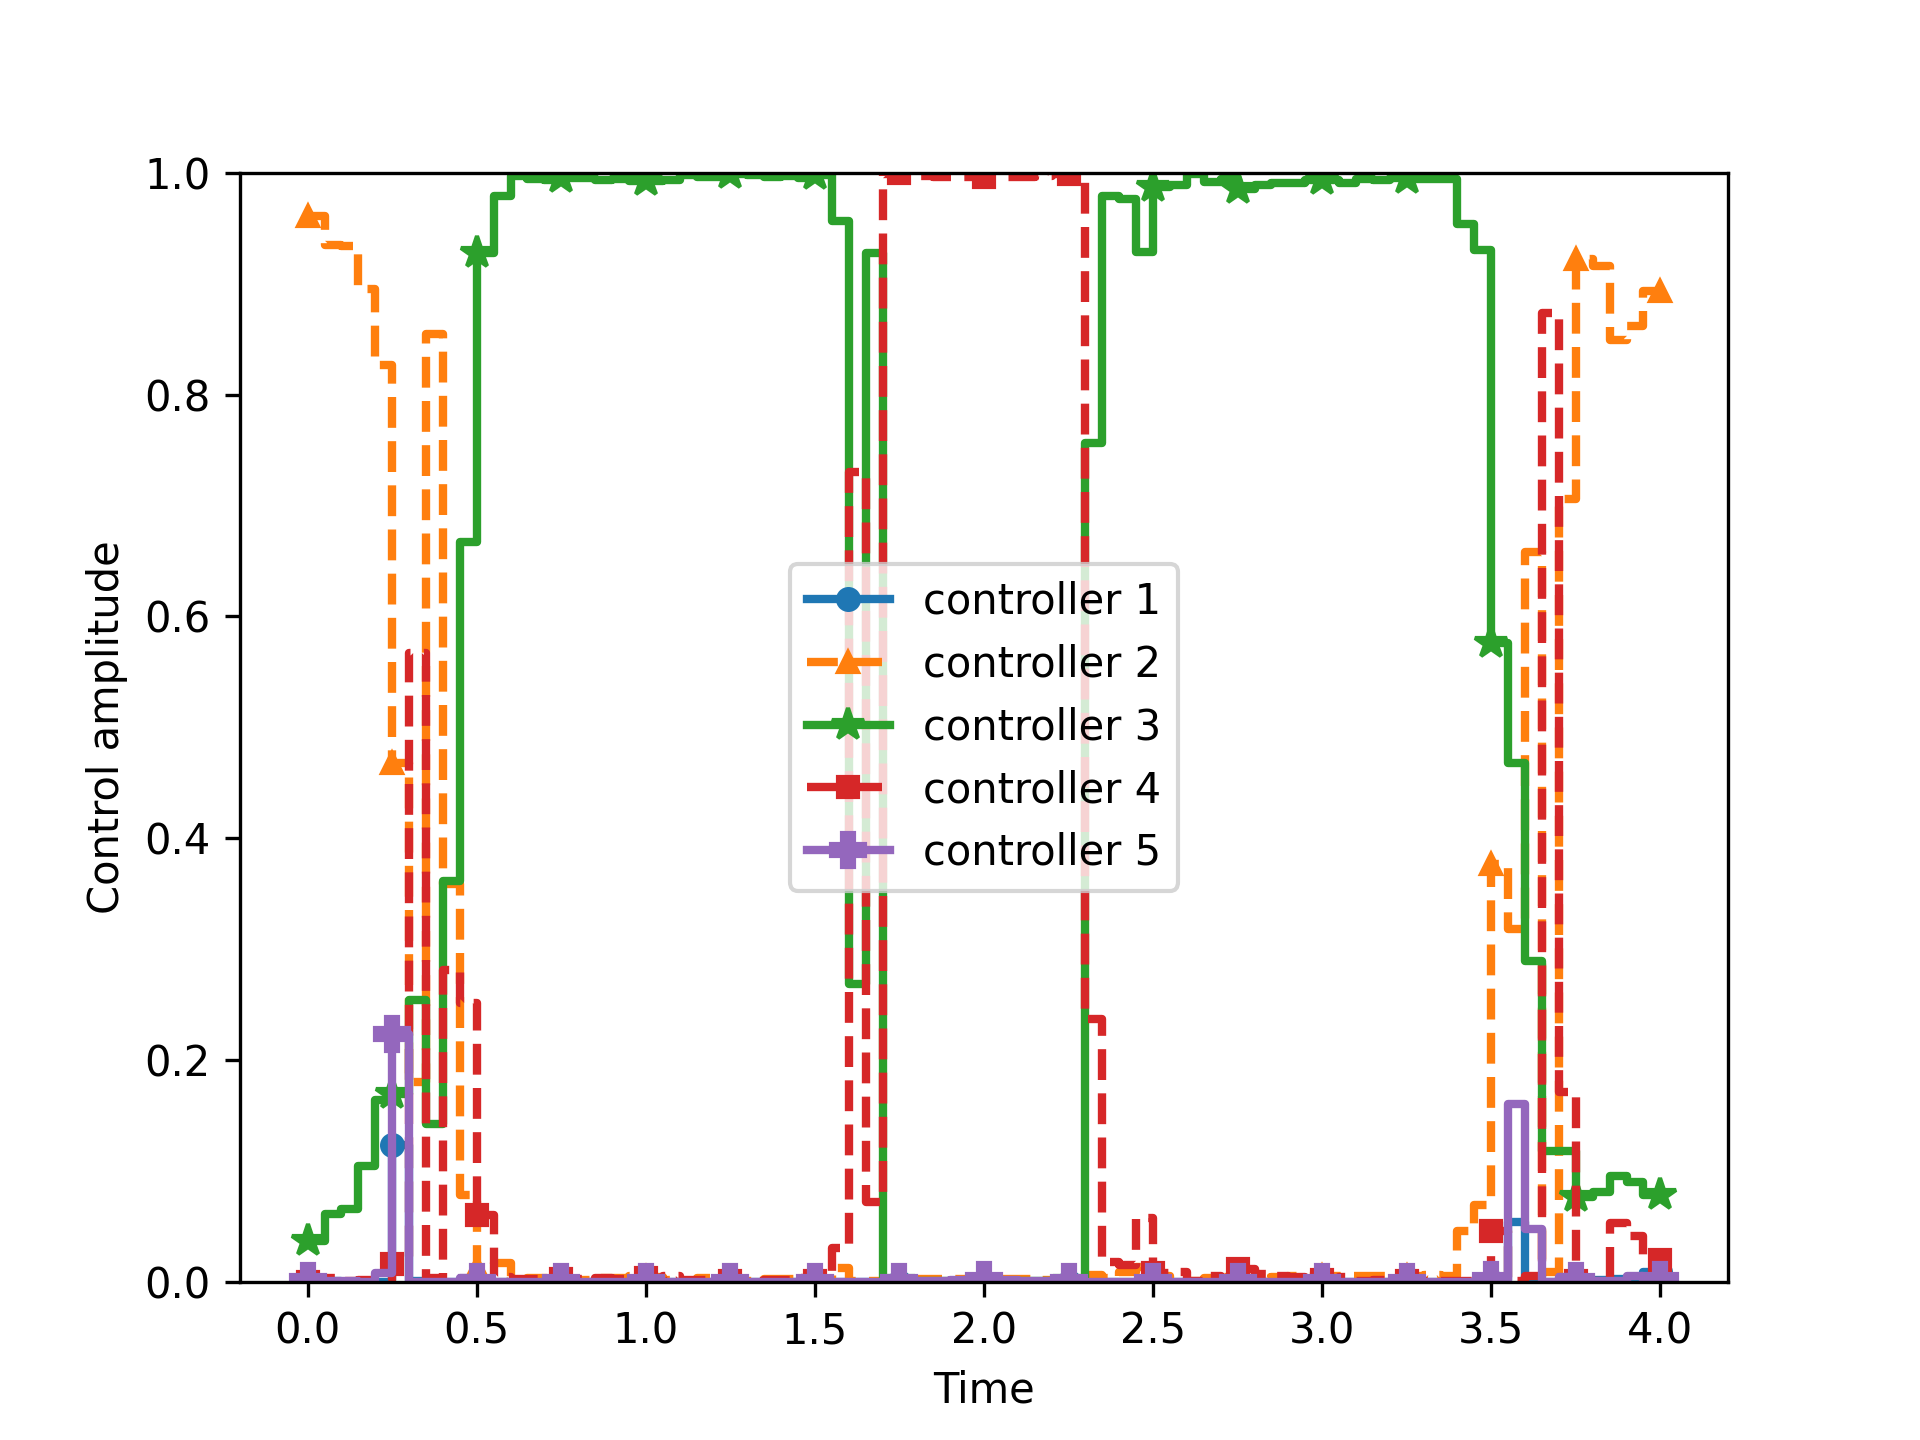 1.0
0.8
0.6
0.4
0.2
0.0
Control amplitude
controller 1
controller 2
controller 3
controller 4
controller 5
0.0 0.5 1.0 1.5 2.0 2.5 3.0 3.5 4.0
Time